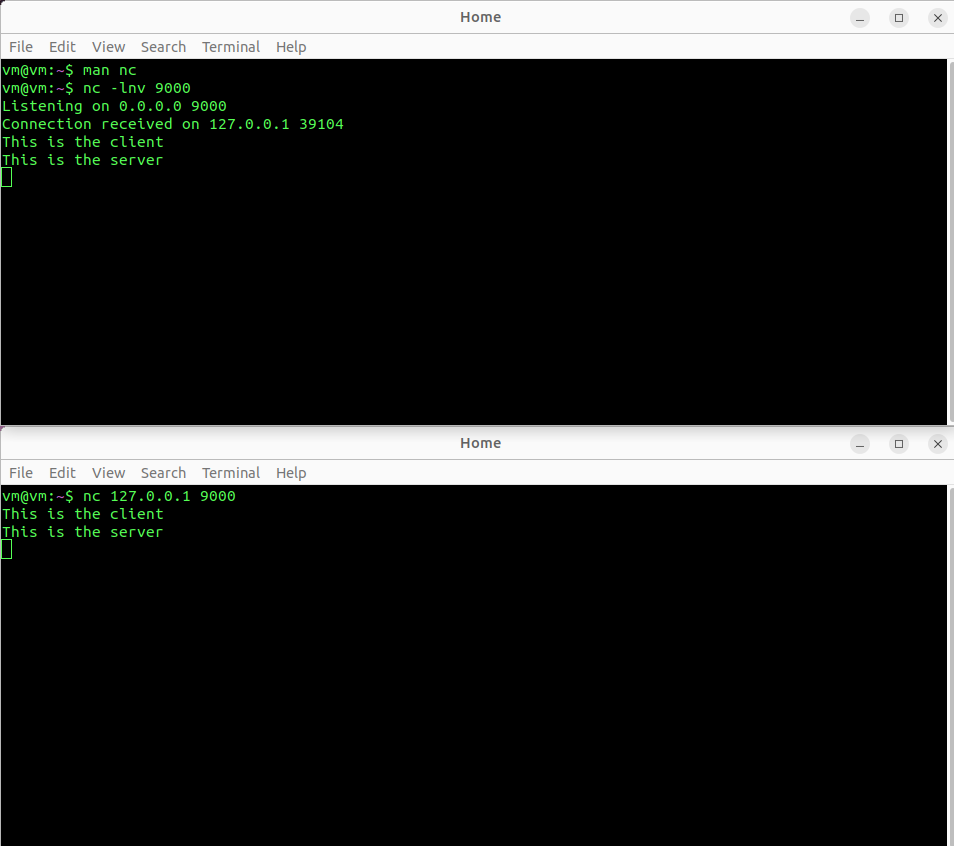 Home
File Edit View Search Terminal Help
vm@vm:~$ man nc
vm@vm:~$ nc -lnv 9000
Listening on 0.0.0.0 9000
Connection received on 127.0.0.1 39104
This is the client
This is the server
Home
File Edit View Search Terminal Help
vm@vm:~$ nc 127.0.0.1 9000
This is the client
This is the server